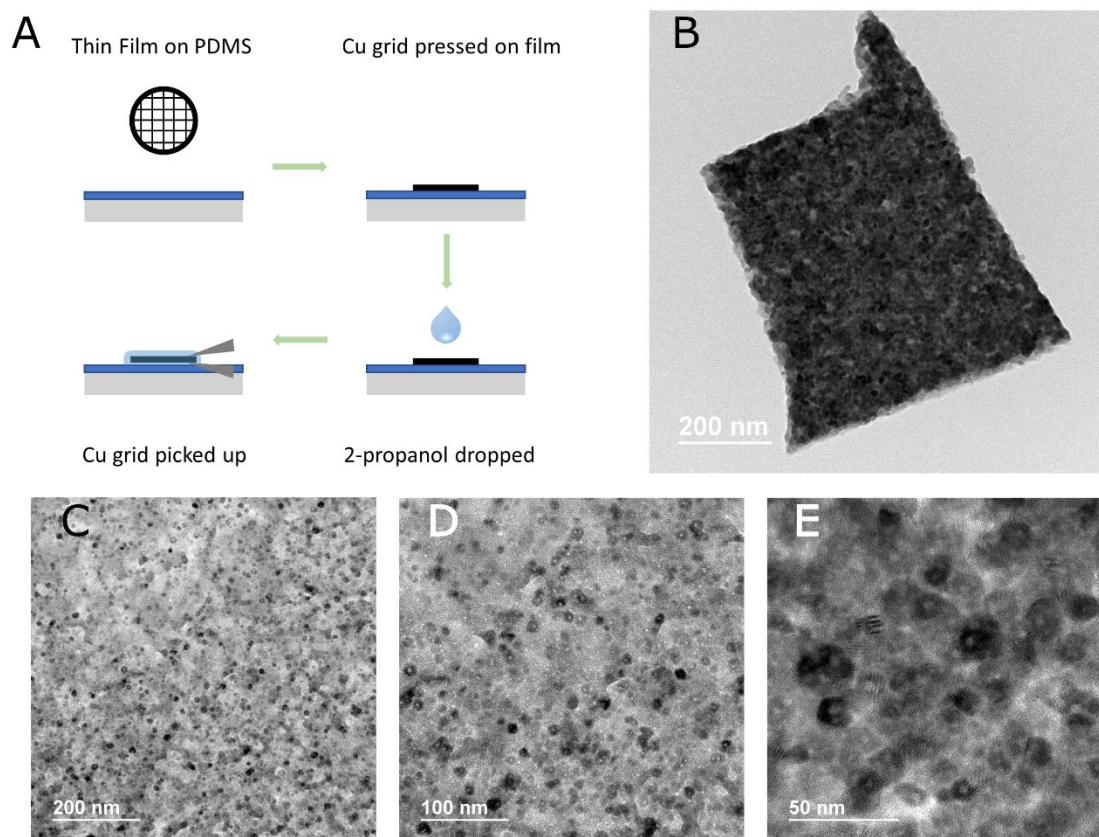 A
Thin Film on PDMS
Cu grid pressed on film
Cu grid picked up
2-propanol dropped
B
200 nm
C
200 nm
D
100 nm
E
50 nm